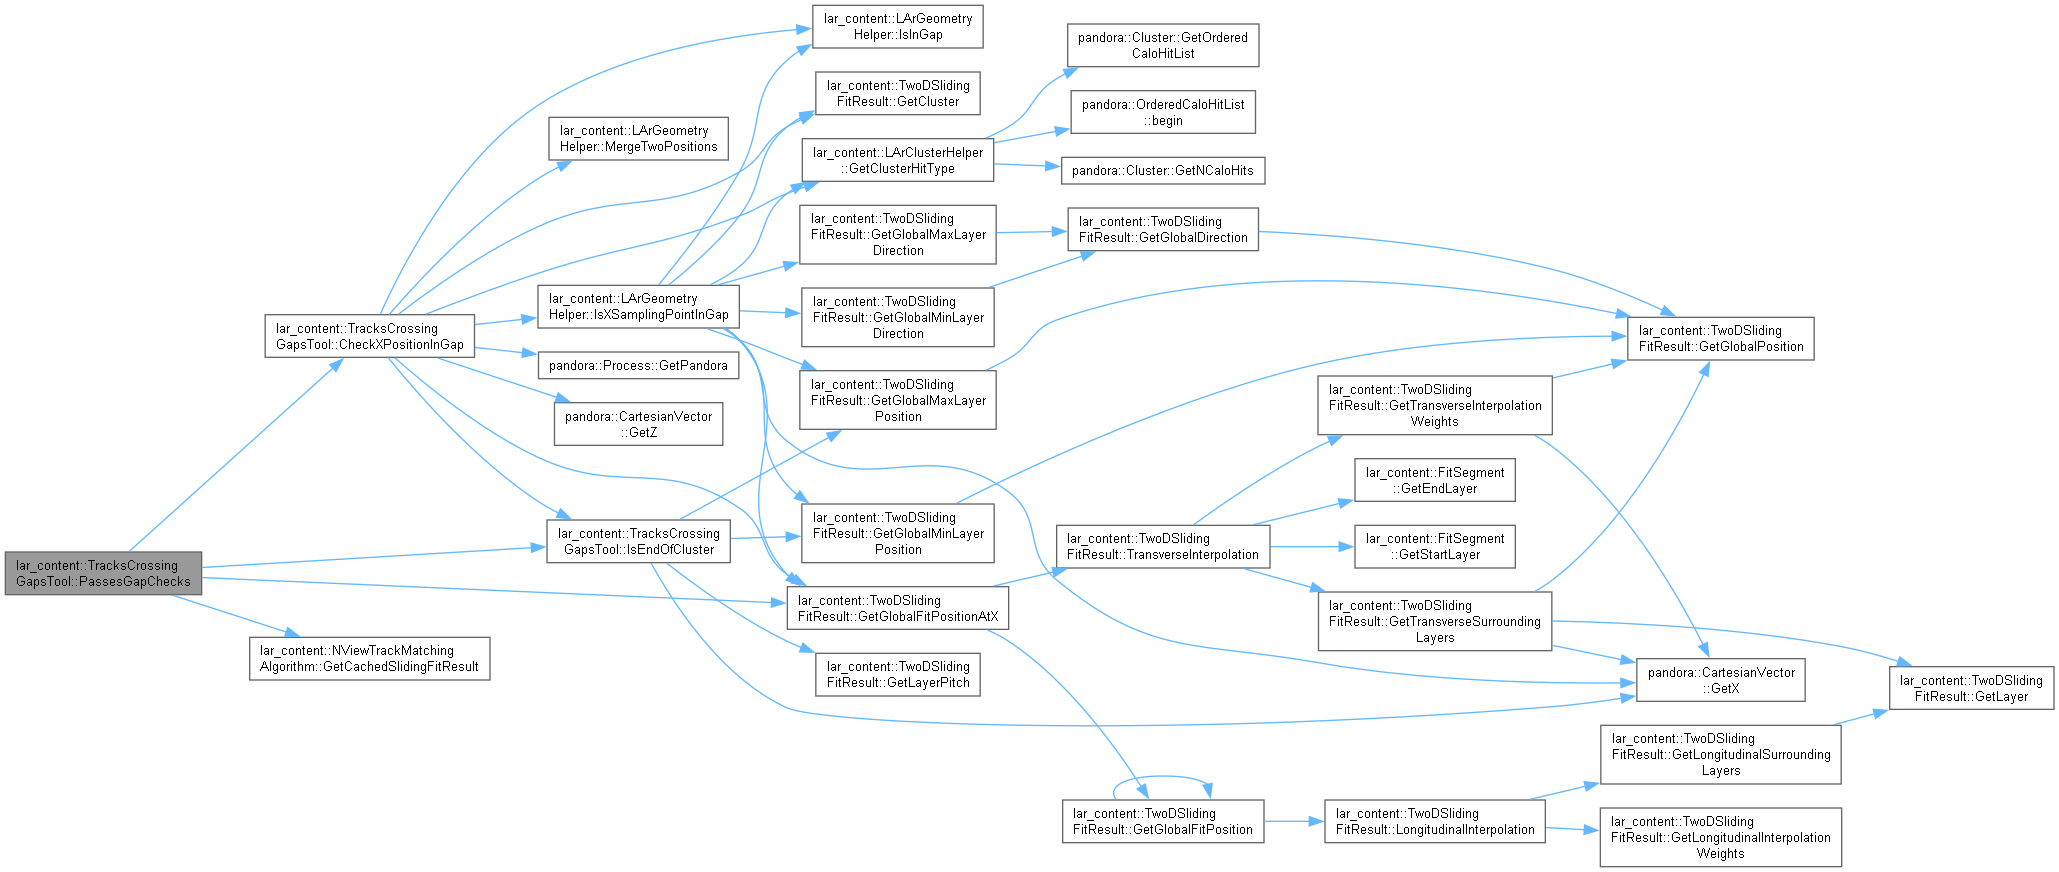 lar_content::TracksCrossing
GapsTool::PassesGapChecks
lar_content::TracksCrossing
GapsTool::CheckXPositionInGap
lar_content::NViewTrackMatching
Algorithm::GetCachedSlidingFitResult
lar_content::LArGeometry
Helper::MergeTwoPositions
lar_content::LArGeometry
Helper::IsXSamplingPointInGap
pandora::Process::GetPandora
pandora::CartesianVector
::GetZ
lar_content::TracksCrossing
GapsTool::IsEndOfCluster
lar_content::LArGeometry
Helper::IsInGap
lar_content::TwoDSliding
FitResult::GetCluster
lar_content::LArClusterHelper
::GetClusterHitType
lar_content::TwoDSliding
FitResult::GetGlobalMaxLayer
Direction
lar_content::TwoDSliding
FitResult::GetGlobalMinLayer
Direction
lar_content::TwoDSliding
FitResult::GetGlobalMaxLayer
Position
lar_content::TwoDSliding
FitResult::GetGlobalMinLayer
Position
lar_content::TwoDSliding
FitResult::GetGlobalFitPositionAtX
lar_content::TwoDSliding
FitResult::GetLayerPitch
pandora::Cluster::GetOrdered
CaloHitList
pandora::OrderedCaloHitList
::begin
pandora::Cluster::GetNCaloHits
lar_content::TwoDSliding
FitResult::GetGlobalDirection
lar_content::TwoDSliding
FitResult::TransverseInterpolation
lar_content::TwoDSliding
FitResult::GetGlobalFitPosition
lar_content::TwoDSliding
FitResult::GetTransverseInterpolation
Weights
lar_content::FitSegment
::GetEndLayer
lar_content::FitSegment
::GetStartLayer
lar_content::TwoDSliding
FitResult::GetTransverseSurrounding
Layers
lar_content::TwoDSliding
FitResult::LongitudinalInterpolation
lar_content::TwoDSliding
FitResult::GetGlobalPosition
pandora::CartesianVector
::GetX
lar_content::TwoDSliding
FitResult::GetLongitudinalSurrounding
Layers
lar_content::TwoDSliding
FitResult::GetLongitudinalInterpolation
Weights
lar_content::TwoDSliding
FitResult::GetLayer